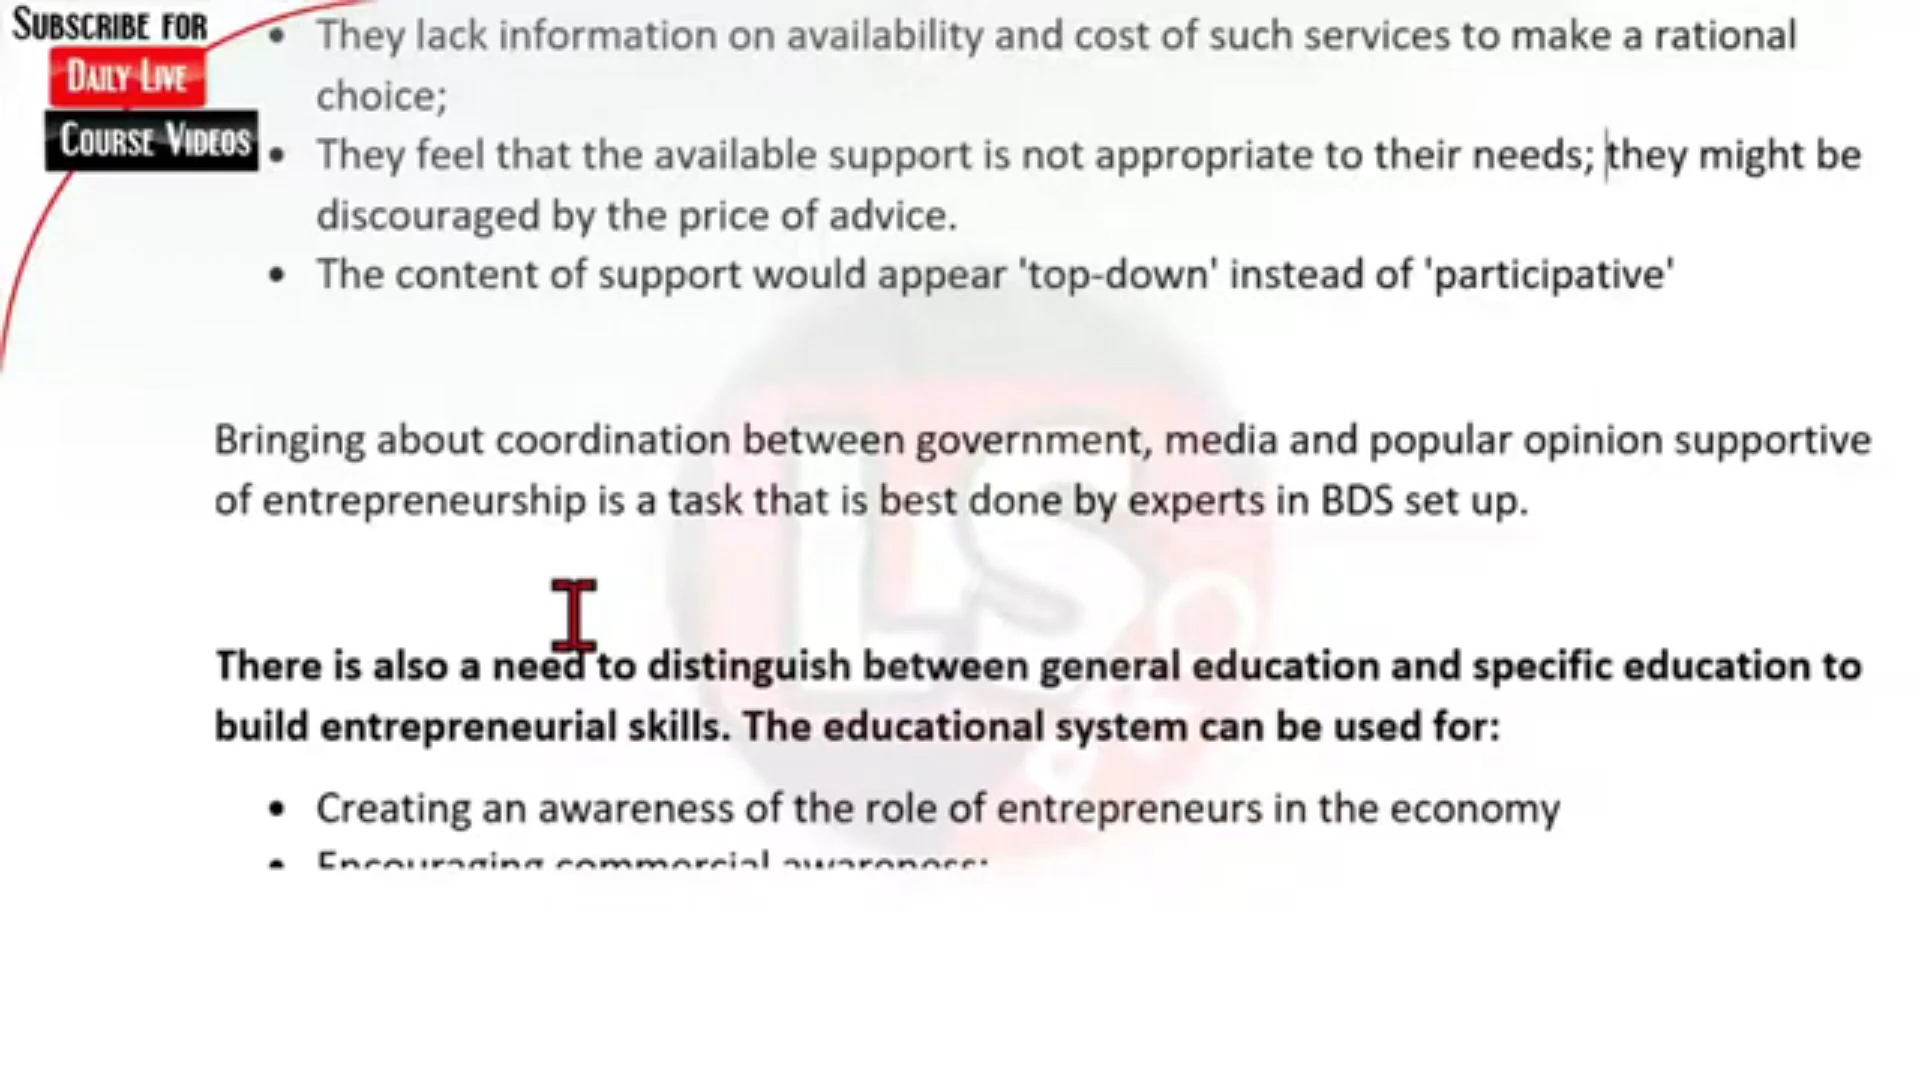 SUBSCRIBE FOR
DAILY LIVE
COURSE VIDEOS
• They lack information on availability and cost of such services to make a rational
choice;
• They feel that the available support is not appropriate to their needs; they might be
discouraged by the price of advice.
• The content of support would appear 'top-down' instead of 'participative'
Bringing about coordination between government, media and popular opinion supportive
of entrepreneurship is a task that is best done by experts in BDS set up.
There is also a need to distinguish between general education and specific education to
build entrepreneurial skills. The educational system can be used for:
• Creating an awareness of the role of entrepreneurs in the economy
• Encouraging commercial awareness;
LS